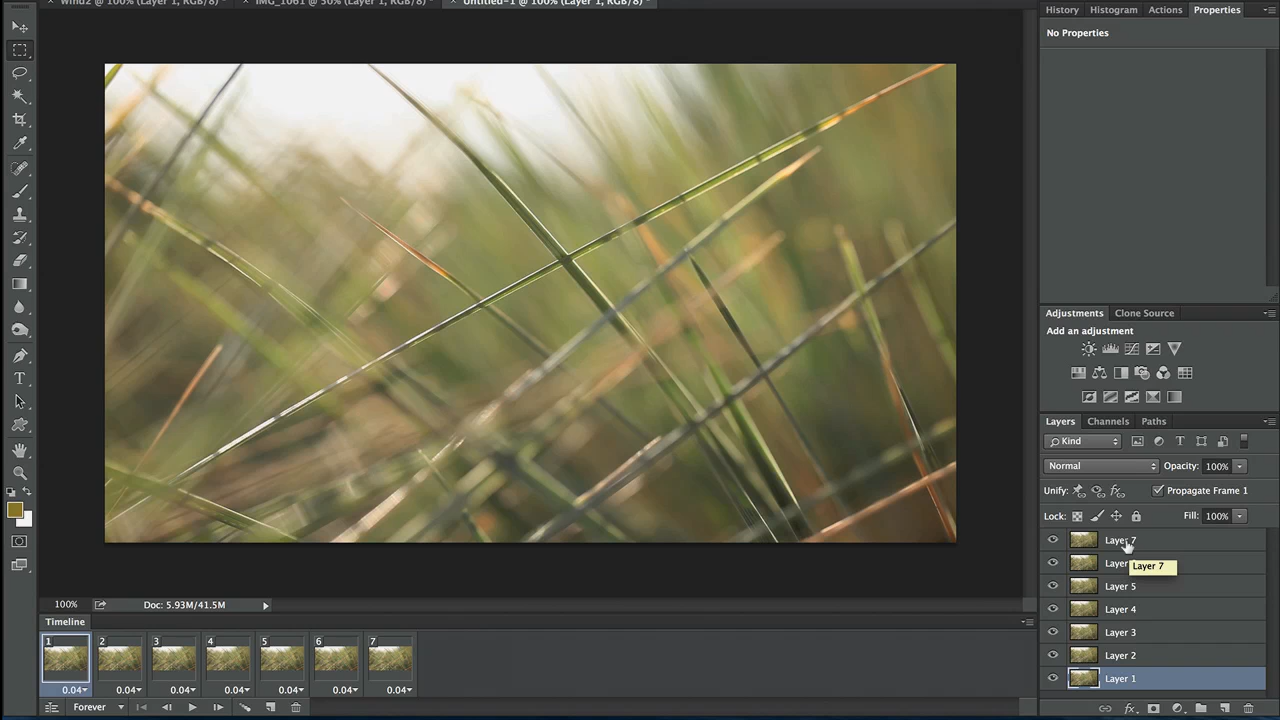 Wind2 @ 100% (Layer 1, RGB/8) * × IMG_1061 @ 50% (Layer 1, RGB/8) * × Untitled-1 @ 100% (Layer 1, RGB/8) *
History Histogram Actions Properties
No Properties
Adjustments Clone Source
Add an adjustment
Layers Channels Paths
Kind
Normal Opacity: 100%
Unify: Propagate Frame 1
Lock: Fill: 100%
Layer 7
Layer
Layer 7
Layer 5
Layer 4
Layer 3
Layer 2
Layer 1
100% Doc: 5.93M/41.5M
Timeline
1 2 3 4 5 6 7
0.04 0.04 0.04 0.04 0.04 0.04 0.04
Forever
T